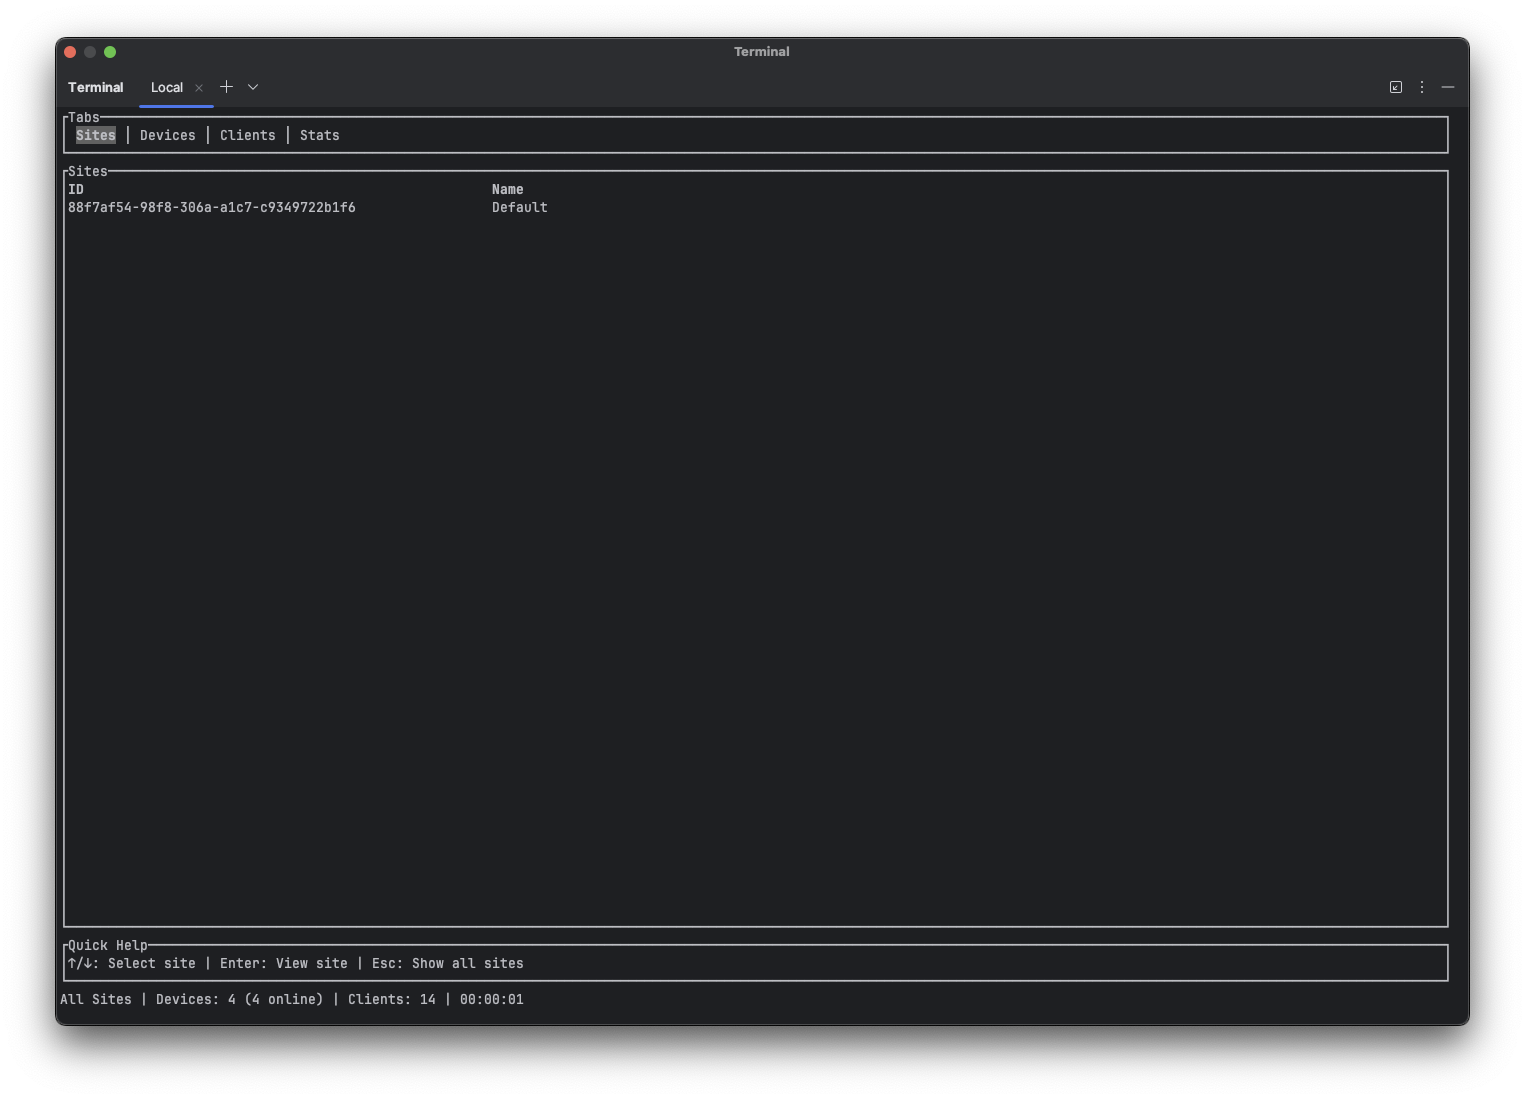 Terminal
Terminal Local
Tabs
Sites | Devices | Clients | Stats
Sites
ID Name
88f7af54-98f8-306a-a1c7-c9349722b1f6 Default
Quick Help
↑/↓: Select site | Enter: View site | Esc: Show all sites
All Sites | Devices: 4 (4 online) | Clients: 14 | 00:00:01